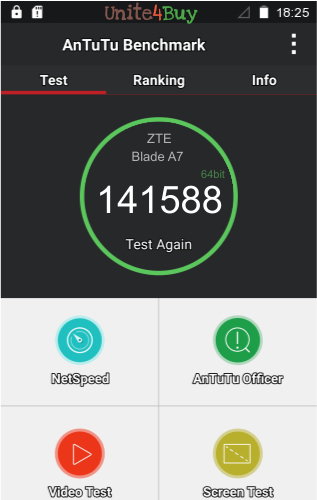 Unite4Buy
18:25
AnTuTu Benchmark
Test
Ranking
Info
ZTE
Blade A7
64bit
141588
Test Again
NetSpeed
AnTuTu Officer
Video Test
Screen Test